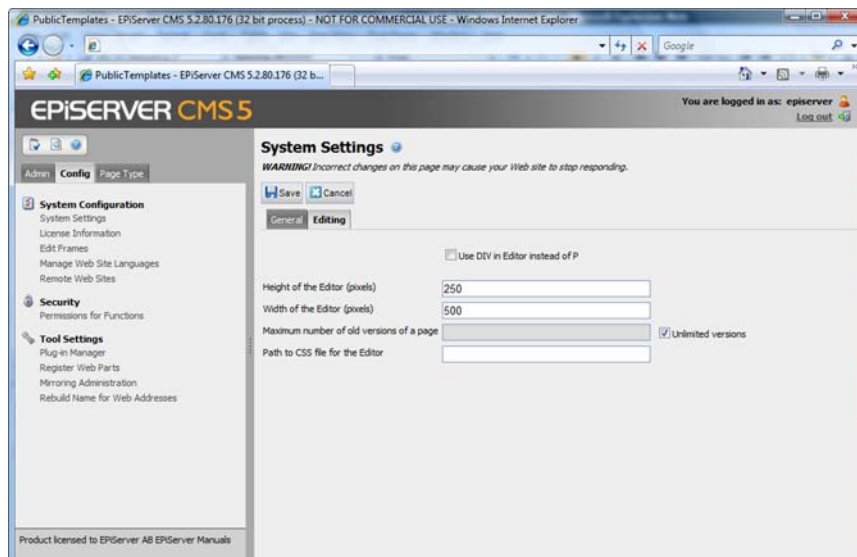 PublicTemplates - EPiServer CMS 5.2.80.176 (32 bit process) - NOT FOR COMMERCIAL USE - Windows Internet Explorer
Google
PublicTemplates - EPiServer CMS 5.2.80.176 (32 b...
EPiSERVER CMS 5
You are logged in as: episerver
Log out
Admin Config Page Type
System Configuration
System Settings
License Information
Edit Frames
Manage Web Site Languages
Remote Web Sites
Security
Permissions for Functions
Tool Settings
Plug-in Manager
Register Web Parts
Mirroring Administration
Rebuild Name for Web Addresses
Product licensed to EPiServer AB EPiServer Manuals
System Settings
WARNING! Incorrect changes on this page may cause your Web site to stop responding.
Save Cancel
General Editing
Use DIV in Editor instead of P
Height of the Editor (pixels) 250
Width of the Editor (pixels) 500
Maximum number of old versions of a page Unlimited versions
Path to CSS file for the Editor